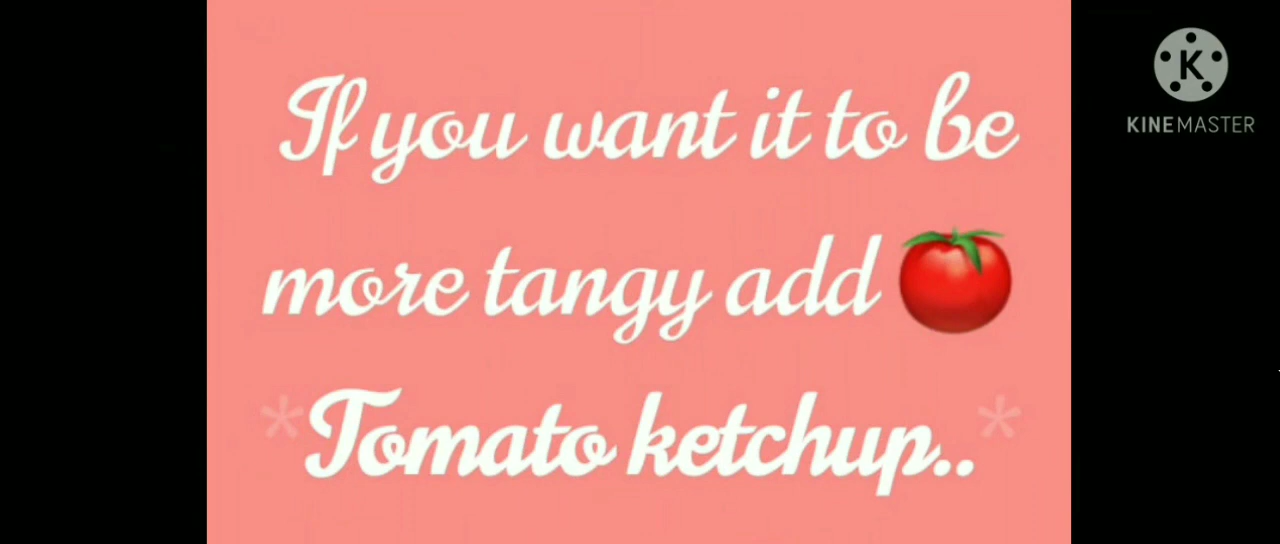 If you want it to be
more tangy add 🍅
*Tomato ketchup..*
KINEMASTER